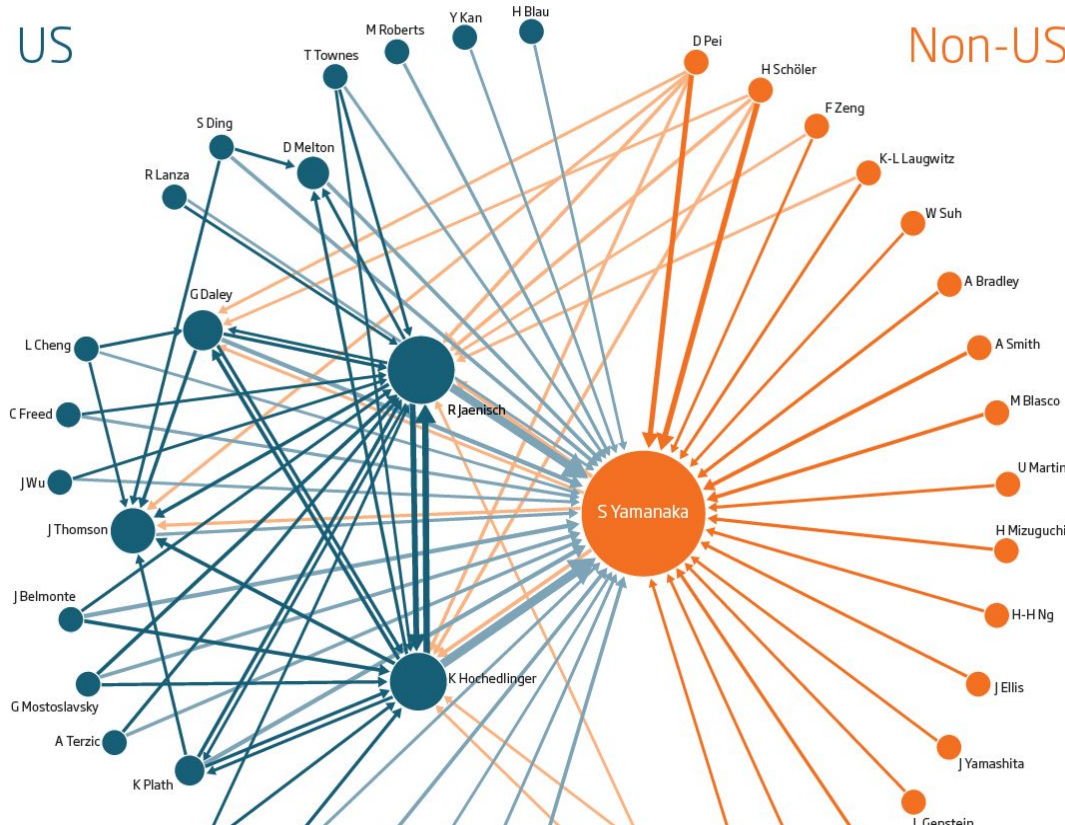 US
Non-US
H Blau
Y Kan
M Roberts
T Townes
D Pei
H Schöler
F Zeng
S Ding
D Melton
K-L Laugwitz
R Lanza
W Suh
A Bradley
G Daley
L Cheng
A Smith
C Freed
R Jaenisch
M Blasco
U Martin
J Wu
S Yamanaka
J Thomson
H Mizuguchi
J Belmonte
H-H Ng
K Hochedlinger
J Ellis
G Mostoslavsky
A Terzic
J Yamashita
K Plath